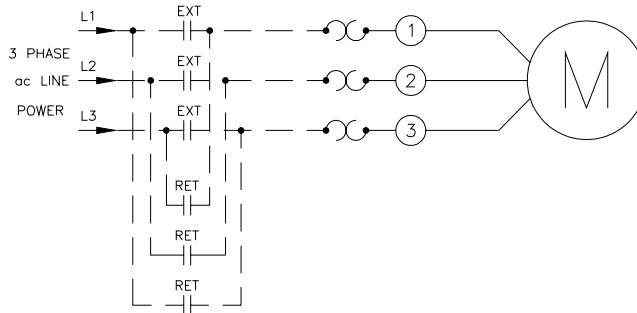 L1
EXT
1
3 PHASE
L2
EXT
2
M
ac LINE
L3
EXT
3
POWER
RET
RET
RET